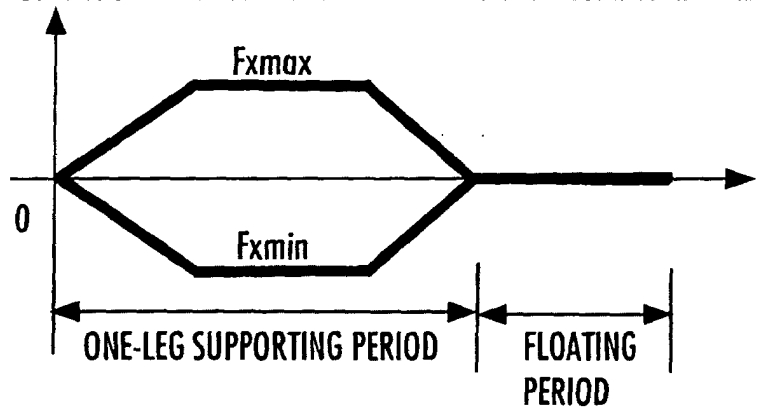 Fxmax
0
Fxmin
ONE-LEG SUPPORTING PERIOD
FLOATING
PERIOD